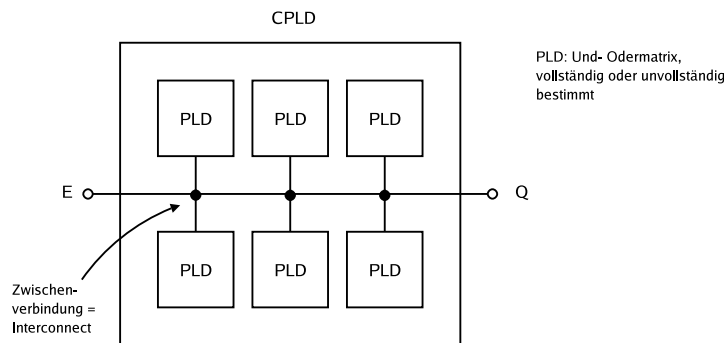 CPLD
PLD: Und- Odermatrix,
vollständig oder unvollständig
bestimmt
PLD PLD PLD
E Q
PLD PLD PLD
Zwischen-
verbindung =
Interconnect